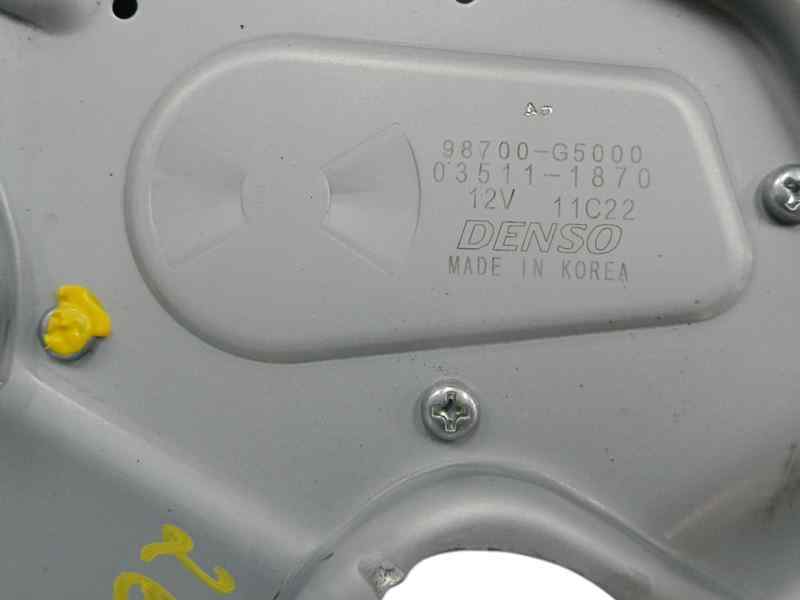 98700-G5000
03511-1870
12V 11C22
DENSO
MADE IN KOREA